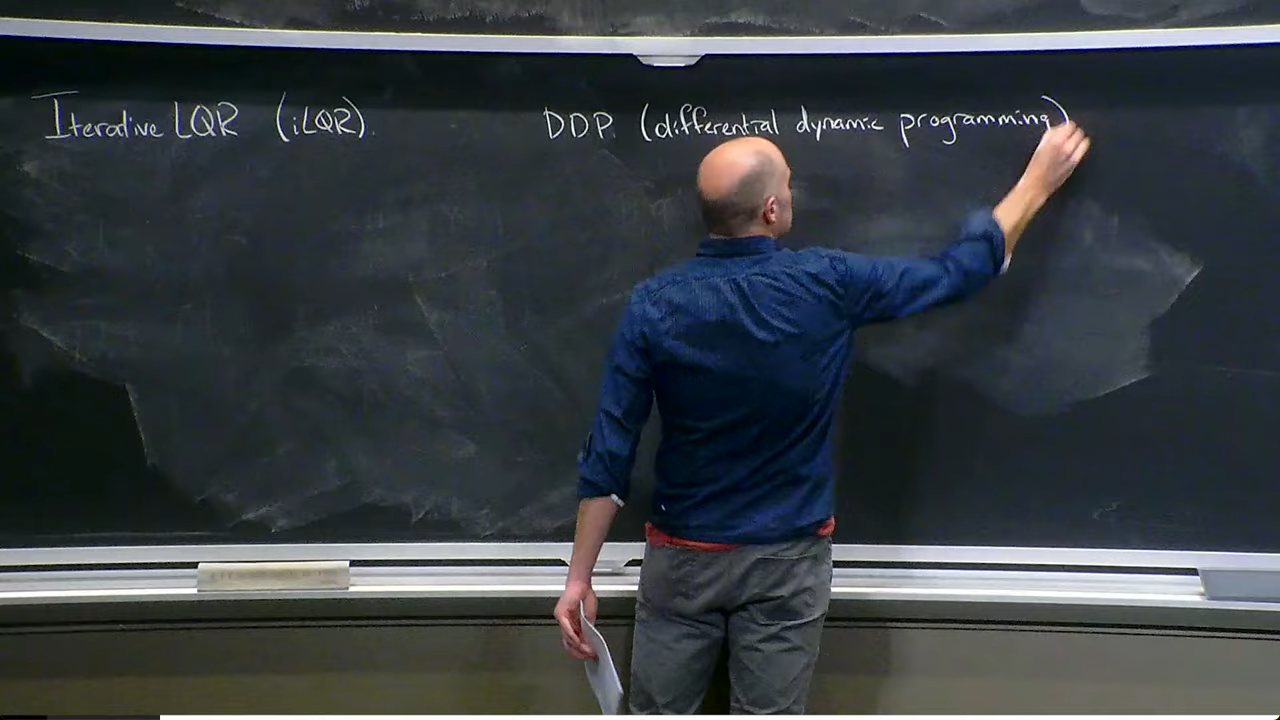 Iterative LQR (iLQR).
DDP (differential dynamic programming)